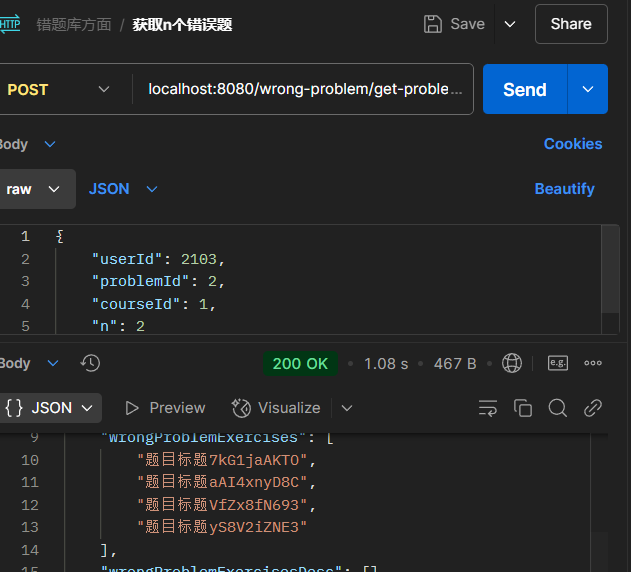 HTTP 错题库方面 / 获取n个错误题 Save Share
POST localhost:8080/wrong-problem/get-proble... Send
Body Cookies
raw JSON Beautify
1 {
2 "userId": 2103,
3 "problemId": 2,
4 "courseId": 1,
5 "n": 2
Body 200 OK • 1.08 s • 467 B • e.g.
{} JSON Preview Visualize
9 "wrongProblemExercises": [
10 "题目标题7kG1jaAKTO",
11 "题目标题aAI4xnyD8C",
12 "题目标题VfZx8fN693",
13 "题目标题yS8V2iZNE3"
14 ],
15 "wrongProblemExercisesDesc": []